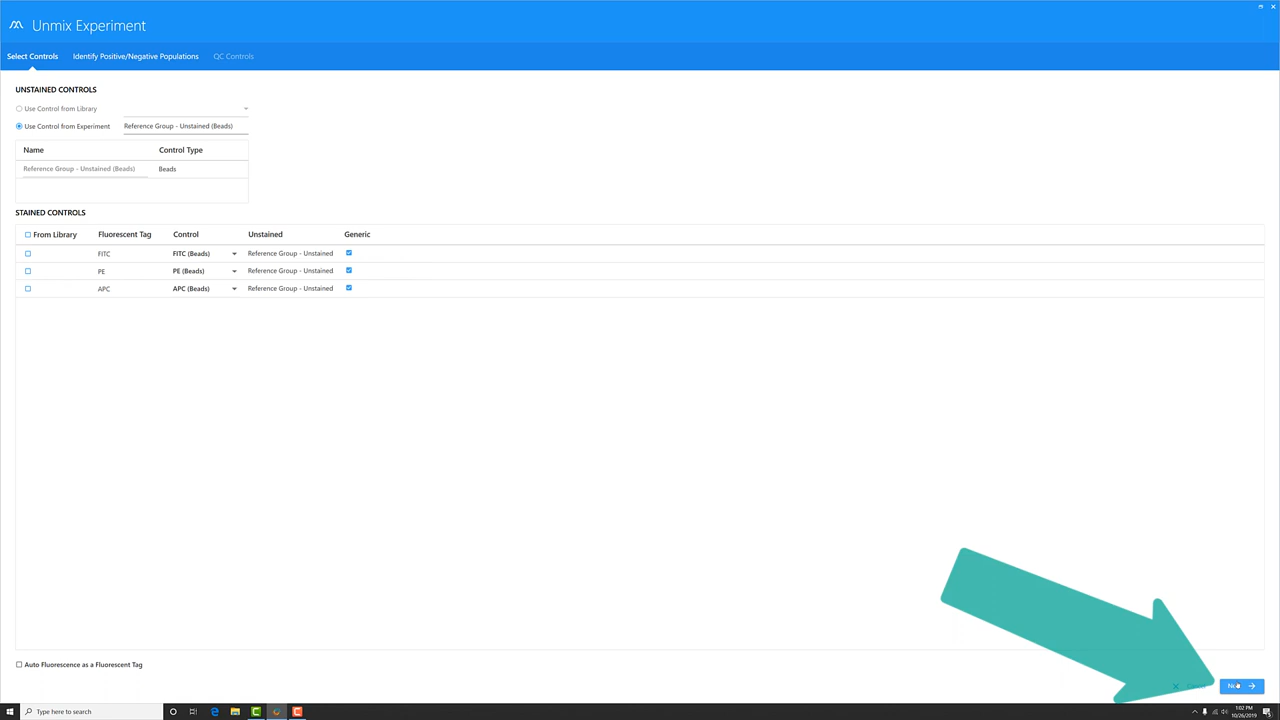 Unmix Experiment
Select Controls Identify Positive/Negative Populations QC Controls
UNSTAINED CONTROLS
Use Control from Library
Use Control from Experiment Reference Group - Unstained (Beads)
Name Control Type
Reference Group - Unstained (Beads) Beads
STAINED CONTROLS
From Library Fluorescent Tag Control Unstained Generic
FITC FITC (Beads) Reference Group - Unstained
PE PE (Beads) Reference Group - Unstained
APC APC (Beads) Reference Group - Unstained
Auto Fluorescence as a Fluorescent Tag
Type here to search
1:02 PM
10/26/2019